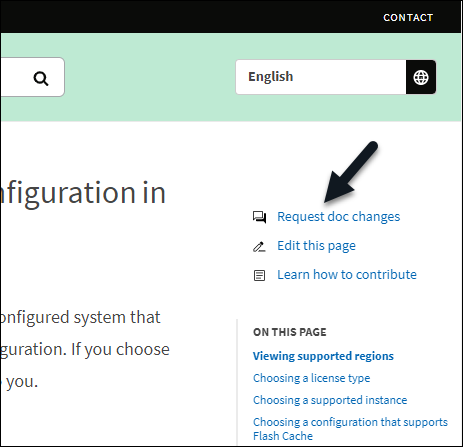 CONTACT
English
nfiguration in
Request doc changes
Edit this page
Learn how to contribute
onfigured system that
guration. If you choose
you.
ON THIS PAGE
Viewing supported regions
Choosing a license type
Choosing a supported instance
Choosing a configuration that supports
Flash Cache